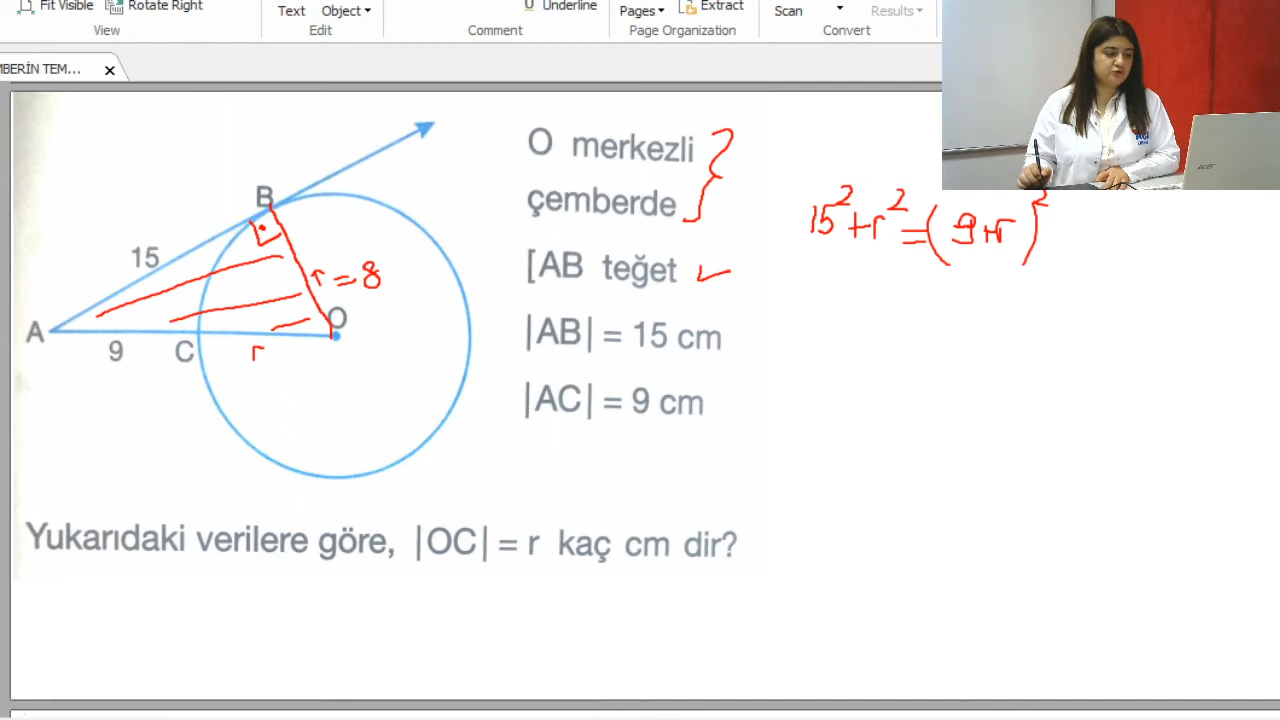 Fit Visible Rotate Right Text Object Underline Pages Extract Scan Results
View Edit Comment Page Organization Convert
MBERİN TEM...
B
15
r = 8
O
A
9 C r
O merkezli
çemberde
[AB teğet ✓
|AB| = 15 cm
|AC| = 9 cm
15² + r² = (9+r)²
Yukarıdaki verilere göre, |OC| = r kaç cm dir?
acer